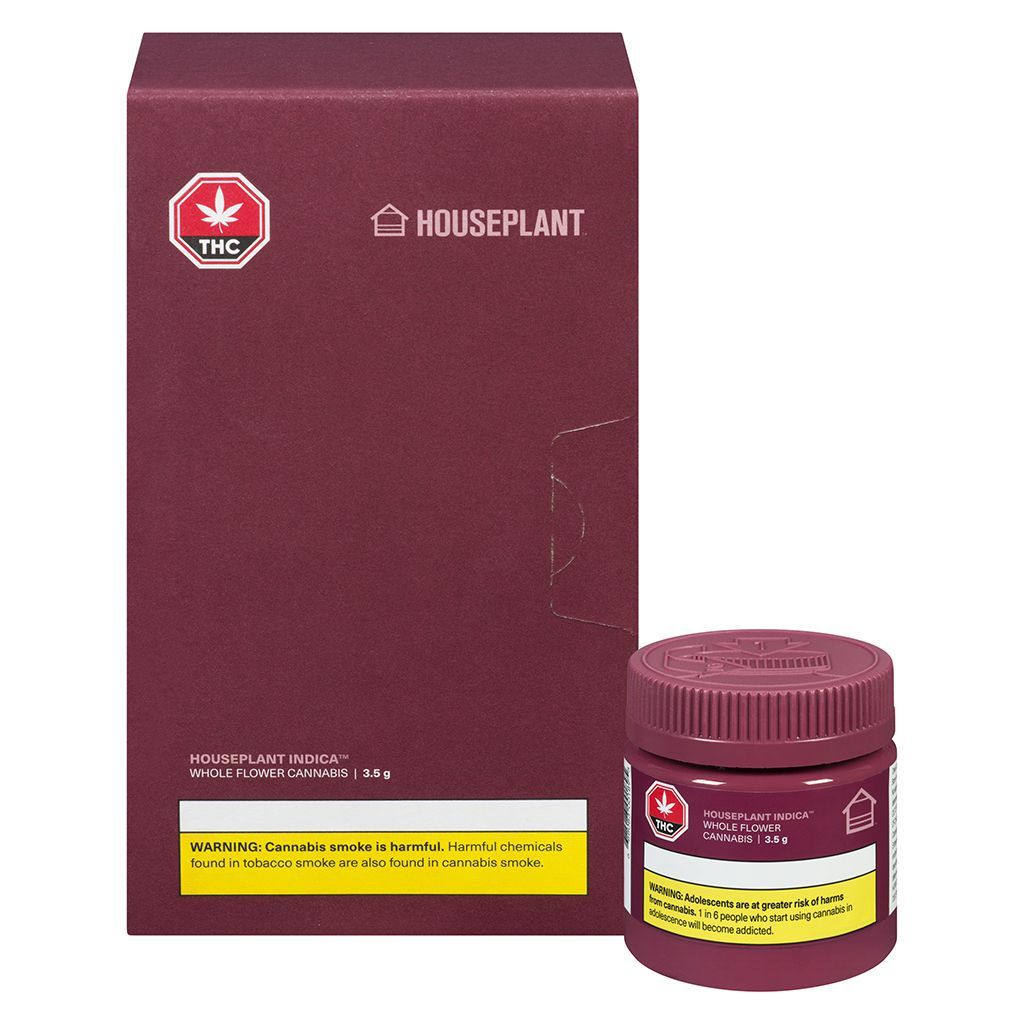 THC
HOUSEPLANT
HOUSEPLANT INDICA™
WHOLE FLOWER CANNABIS | 3.5 g
WARNING: Cannabis smoke is harmful. Harmful chemicals
found in tobacco smoke are also found in cannabis smoke.
THC
HOUSEPLANT INDICA™
WHOLE FLOWER
CANNABIS | 3.5 g
WARNING: Adolescents are at greater risk of harms
from cannabis. 1 in 6 people who start using cannabis in
adolescence will become addicted.